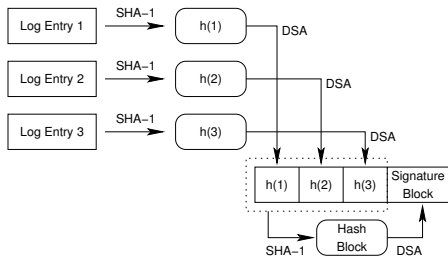 Log Entry 1
SHA-1
h(1)
DSA
Log Entry 2
SHA-1
h(2)
DSA
Log Entry 3
SHA-1
h(3)
DSA
h(1)
h(2)
h(3)
Signature
Block
SHA-1
Hash
Block
DSA